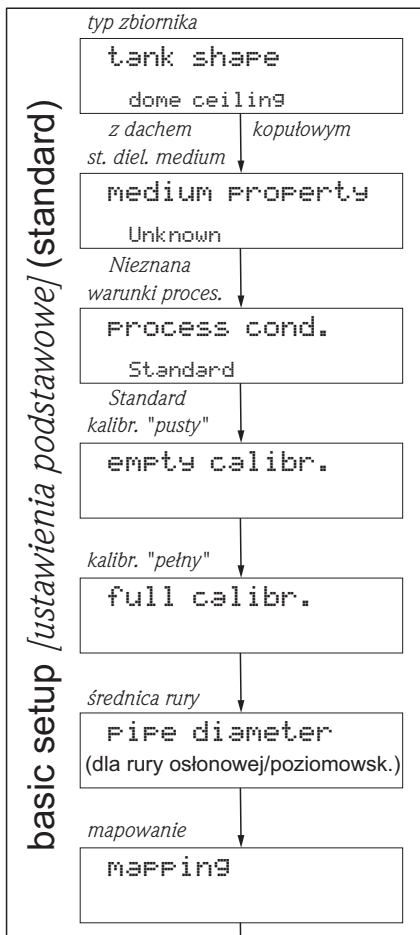 basic setup [ustawienia podstawowe] (standard)
typ zbiornika
tank shape
dome ceiling
z dachem kopułowym
st. diel. medium
medium property
Unknown
Nieznana
warunki proces.
process cond.
Standard
Standard
kalibr. "pusty"
empty calibr.
kalibr. "pełny"
full calibr.
średnica rury
pipe diameter
(dla rury osłonowej/poziomowsk.)
mapowanie
mapping